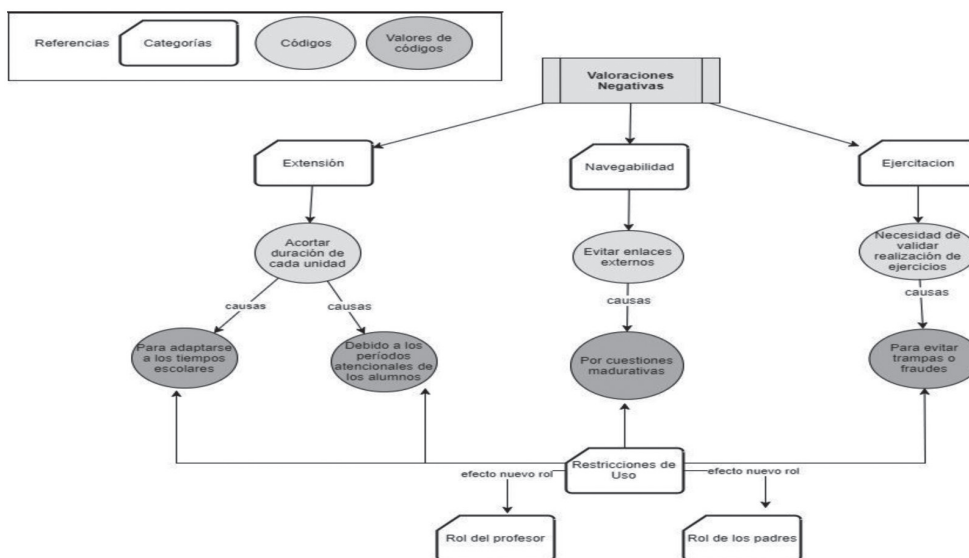 Referencias
Categorías
Códigos
Valores de
códigos
Valoraciones
Negativas
Extensión
Navegabilidad
Ejercitacion
Acortar
duración de
cada unidad
Evitar enlaces
externos
Necesidad de
validar
realización de
ejercicios
causas
causas
causas
causas
Para adaptarse
a los tiempos
escolares
Debido a los
períodos
atencionales de
los alumnos
Por cuestiones
madurativas
Para evitar
trampas o
fraudes
Restricciones de
Uso
efecto nuevo rol
efecto nuevo rol
Rol del profesor
Rol de los padres